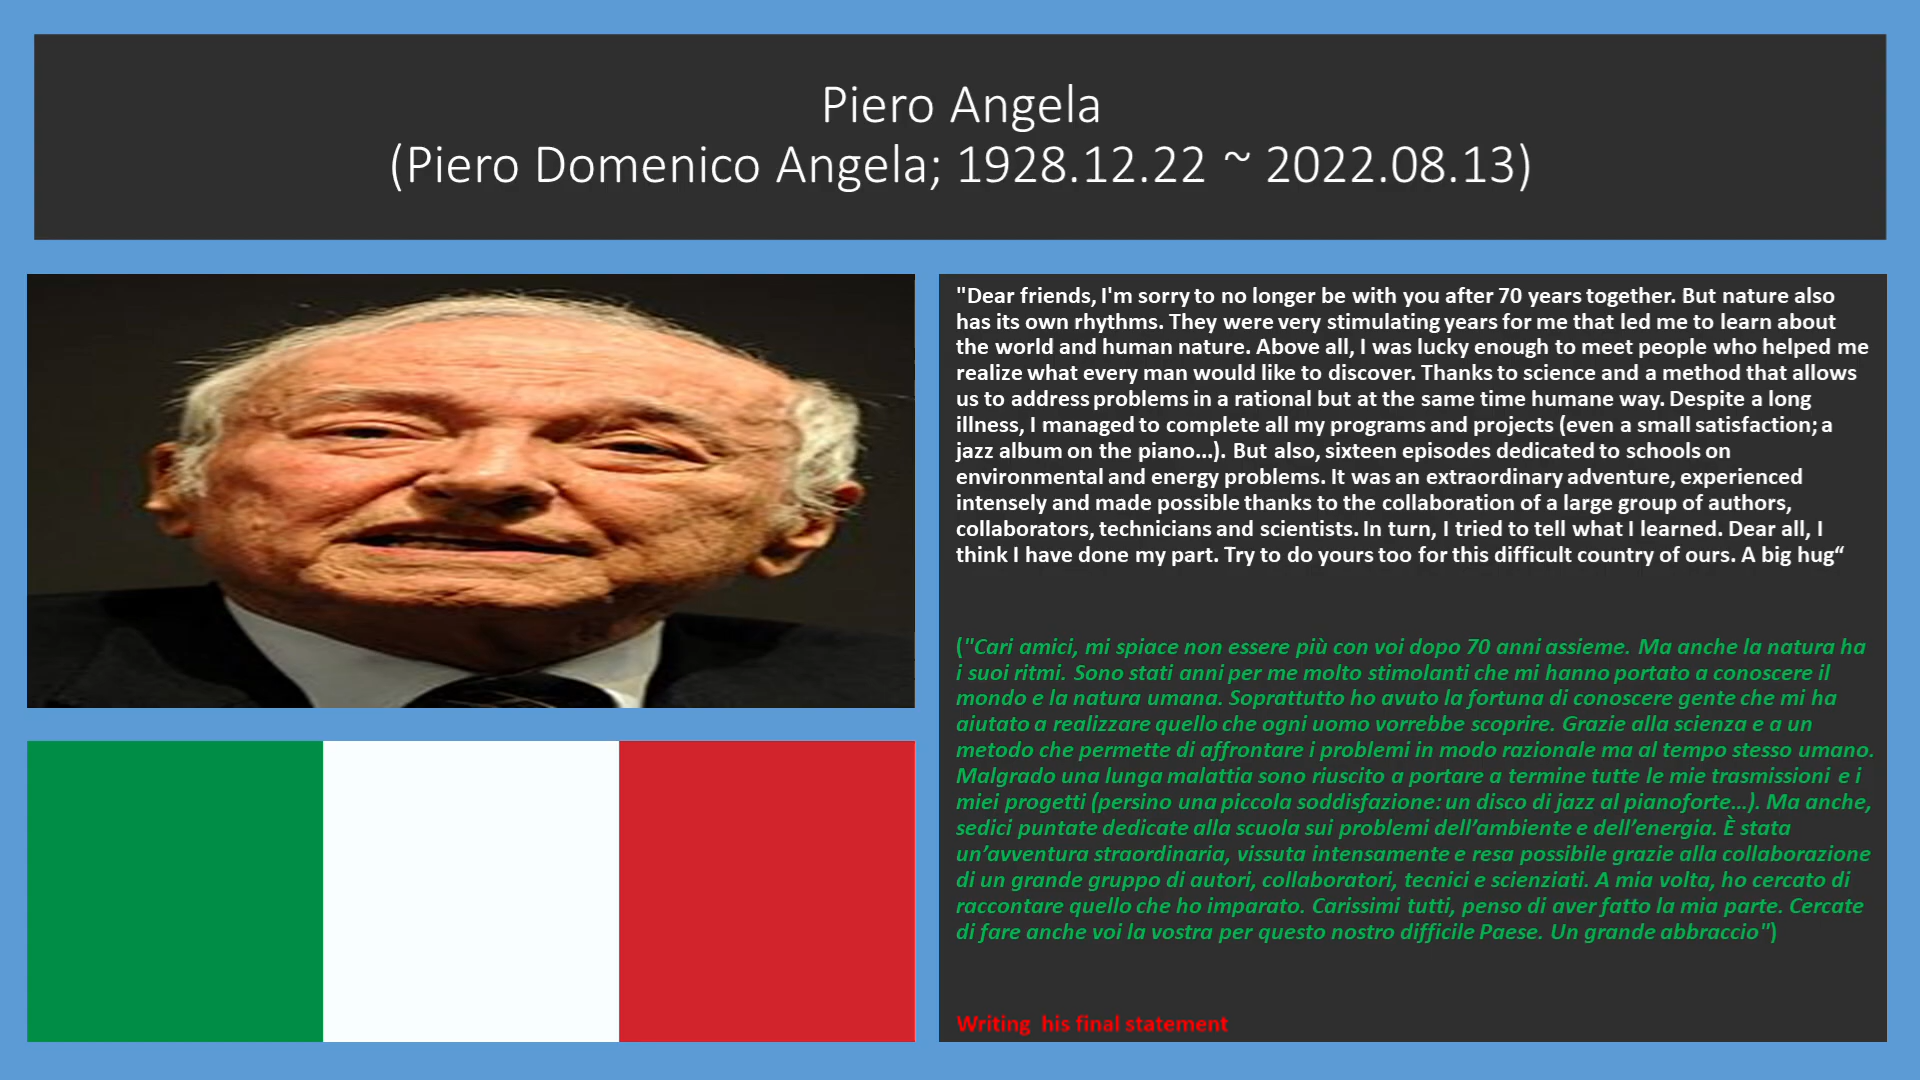 Piero Angela
(Piero Domenico Angela; 1928.12.22 ~ 2022.08.13)
"Dear friends, I'm sorry to no longer be with you after 70 years together. But nature also
has its own rhythms. They were very stimulating years for me that led me to learn about
the world and human nature. Above all, I was lucky enough to meet people who helped me
realize what every man would like to discover. Thanks to science and a method that allows
us to address problems in a rational but at the same time humane way. Despite a long
illness, I managed to complete all my programs and projects (even a small satisfaction; a
jazz album on the piano...). But also, sixteen episodes dedicated to schools on
environmental and energy problems. It was an extraordinary adventure, experienced
intensely and made possible thanks to the collaboration of a large group of authors,
collaborators, technicians and scientists. In turn, I tried to tell what I learned. Dear all, I
think I have done my part. Try to do yours too for this difficult country of ours. A big hug“
("Cari amici, mi spiace non essere più con voi dopo 70 anni assieme. Ma anche la natura ha
i suoi ritmi. Sono stati anni per me molto stimolanti che mi hanno portato a conoscere il
mondo e la natura umana. Soprattutto ho avuto la fortuna di conoscere gente che mi ha
aiutato a realizzare quello che ogni uomo vorrebbe scoprire. Grazie alla scienza e a un
metodo che permette di affrontare i problemi in modo razionale ma al tempo stesso umano.
Malgrado una lunga malattia sono riuscito a portare a termine tutte le mie trasmissioni e i
miei progetti (persino una piccola soddisfazione: un disco di jazz al pianoforte…). Ma anche,
sedici puntate dedicate alla scuola sui problemi dell’ambiente e dell’energia. È stata
un’avventura straordinaria, vissuta intensamente e resa possibile grazie alla collaborazione
di un grande gruppo di autori, collaboratori, tecnici e scienziati. A mia volta, ho cercato di
raccontare quello che ho imparato. Carissimi tutti, penso di aver fatto la mia parte. Cercate
di fare anche voi la vostra per questo nostro difficile Paese. Un grande abbraccio")
Writing  his final statement